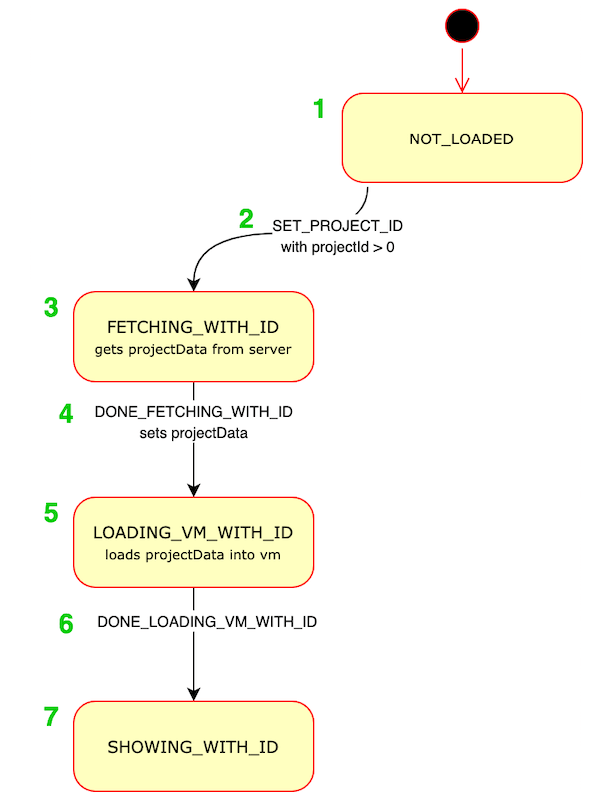 1
NOT_LOADED
2
SET_PROJECT_ID
with projectId > 0
3
FETCHING_WITH_ID
gets projectData from server
4
DONE_FETCHING_WITH_ID
sets projectData
5
LOADING_VM_WITH_ID
loads projectData into vm
6
DONE_LOADING_VM_WITH_ID
7
SHOWING_WITH_ID